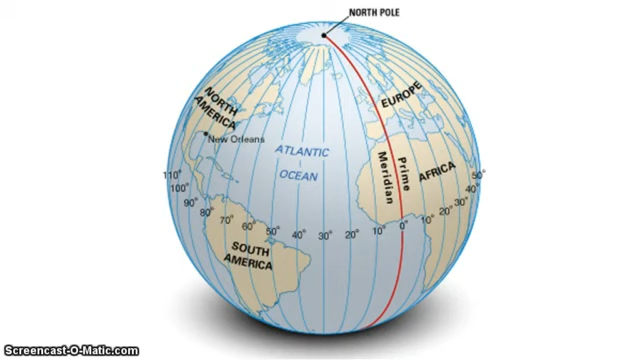 NORTH POLE
NORTH
AMERICA
EUROPE
New Orleans
ATLANTIC
OCEAN
Prime
Meridian
AFRICA
110°
100°
90°
80°
70°
60°
50°
40°
30°
20°
10°
0°
10°
20°
30°
40°
50°
SOUTH
AMERICA
Screencast-O-Matic.com